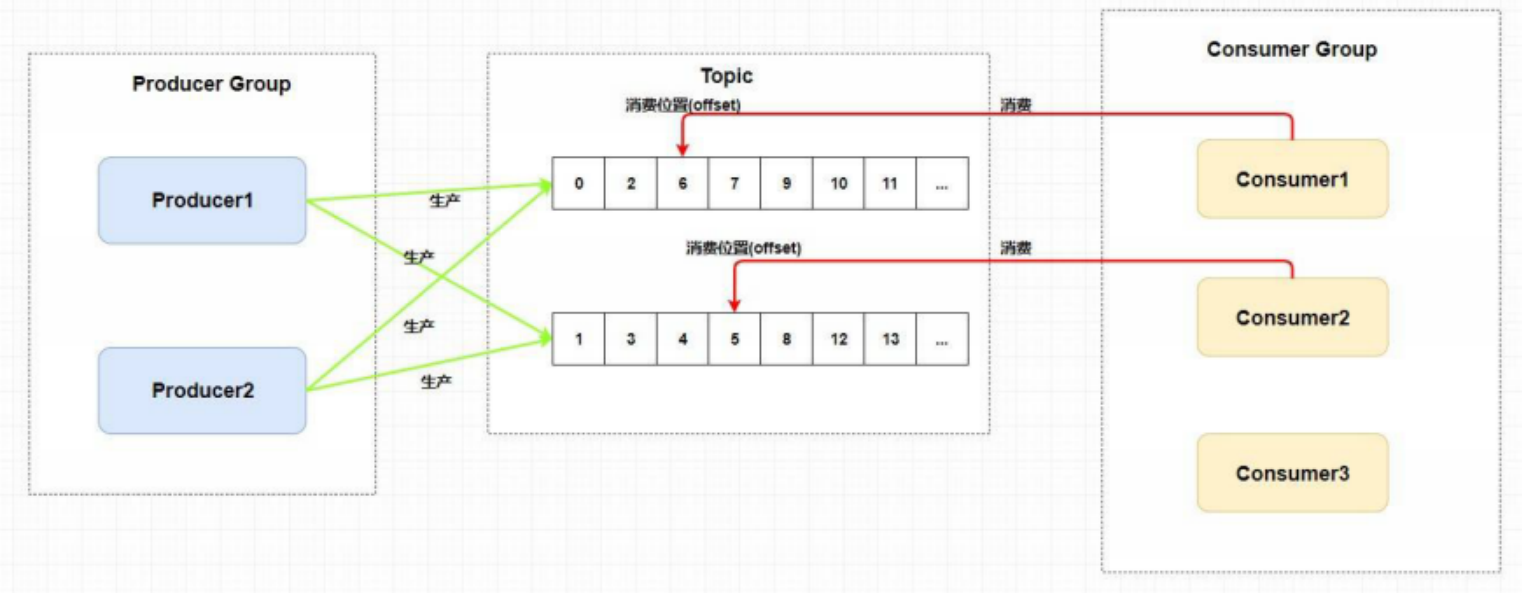 Producer Group
Producer1
Producer2
生产
生产
生产
生产
Topic
消费位置(offset)
0 2 6 7 9 10 11 ...
消费位置(offset)
1 3 4 5 8 12 13 ...
消费
消费
Consumer Group
Consumer1
Consumer2
Consumer3